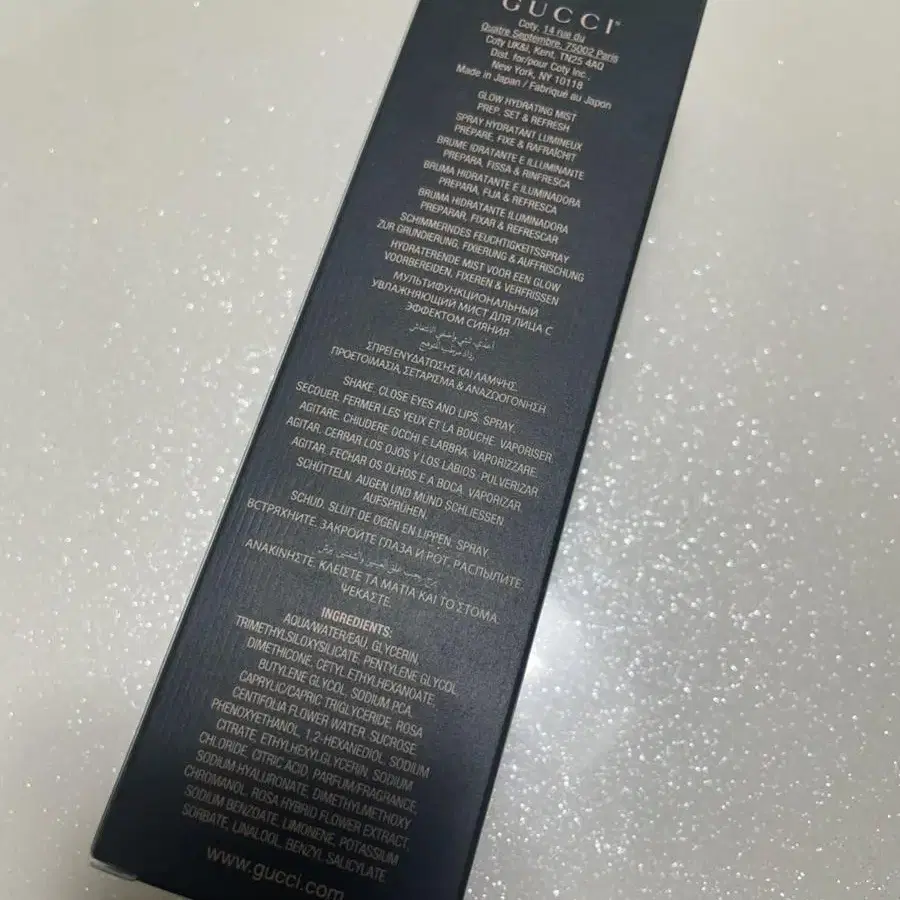 GUCCI
Coty, 14 rue du
Quatre Septembre, 75002 Paris
Coty UK&I, Kent, TN25 4AQ
Dist. for/pour Coty Inc.
New York, NY 10118
Made in Japan / Fabriqué au Japon
GLOW HYDRATING MIST
PREP, SET & REFRESH
SPRAY HYDRATANT LUMINEUX
PRÉPARE, FIXE & RAFRAÎCHIT
BRUME IDRATANTE E ILLUMINANTE
PREPARA, FISSA & RINFRESCA
BRUMA HIDRATANTE E ILUMINADORA
PREPARA, FIJA & REFRESCA
BRUMA HIDRATANTE ILUMINADORA
PREPARAR, FIXAR & REFRESCAR
SCHIMMERNDES FEUCHTIGKEITSSPRAY
ZUR GRUNDIERUNG, FIXIERUNG & AUFFRISCHUNG
HYDRATERENDE MIST VOOR EEN GLOW
VOORBEREIDEN, FIXEREN & VERFRISSEN
МУЛЬТИФУНКЦИОНАЛЬНЫЙ
УВЛАЖНЯЮЩИЙ МИСТ ДЛЯ ЛИЦА С
ЭФФЕКТОМ СИЯНИЯ
ΣΠΡΕΪ ΕΝΥΔΑΤΩΣΗΣ ΚΑΙ ΛΑΜΨΗΣ.
ΠΡΟΕΤΟΙΜΑΣΙΑ, ΣΕΤΑΡΙΣΜΑ & ΑΝΑΖΩΟΓΟΝΗΣΗ
SHAKE. CLOSE EYES AND LIPS. SPRAY.
SECOUER. FERMER LES YEUX ET LA BOUCHE. VAPORISER.
AGITARE. CHIUDERE OCCHI E LABBRA. VAPORIZZARE.
AGITAR. CERRAR LOS OJOS Y LOS LABIOS. PULVERIZAR
AGITAR. FECHAR OS OLHOS E A BOCA. VAPORIZAR.
SCHÜTTELN. AUGEN UND MUND SCHLIESSEN.
AUFSPRÜHEN.
SCHUD. SLUIT DE OGEN EN LIPPEN. SPRAY.
ВСТРЯХНИТЕ. ЗАКРОЙТЕ ГЛАЗА И РОТ. РАСПЫЛИТЕ.
ΑΝΑΚΙΝΗΣΤΕ. ΚΛΕΙΣΤΕ ΤΑ ΜΑΤΙΑ ΚΑΙ ΤΟ ΣΤΟΜΑ.
ΨΕΚΑΣΤΕ.
INGREDIENTS:
AQUA/WATER/EAU, GLYCERIN,
TRIMETHYLSILOXYSILICATE, PENTYLENE GLYCOL,
DIMETHICONE, CETYL ETHYLHEXANOATE,
BUTYLENE GLYCOL, SODIUM PCA,
CAPRYLIC/CAPRIC TRIGLYCERIDE, ROSA
CENTIFOLIA FLOWER WATER, SUCROSE,
PHENOXYETHANOL, 1,2-HEXANEDIOL, SODIUM
CITRATE, ETHYLHEXYLGLYCERIN, SODIUM
CHLORIDE, CITRIC ACID, PARFUM/FRAGRANCE,
SODIUM HYALURONATE, DIMETHYLMETHOXY
CHROMANOL, ROSA HYBRID FLOWER EXTRACT,
SODIUM BENZOATE, LIMONENE, POTASSIUM
SORBATE, LINALOOL, BENZYL SALICYLATE.
www.gucci.com